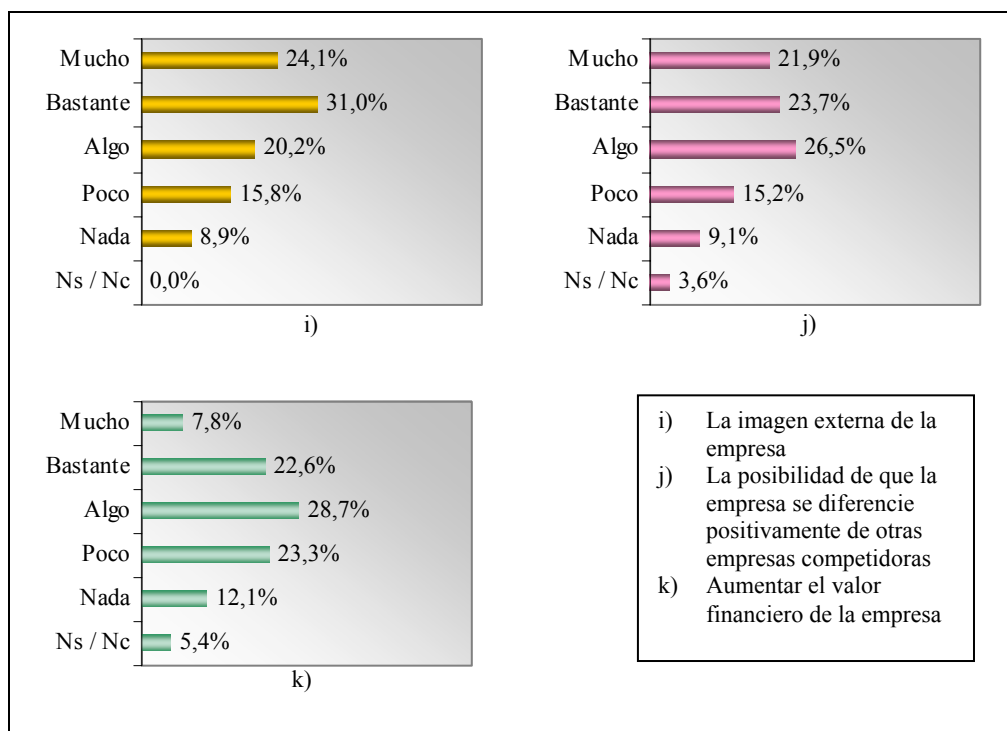 Mucho 24,1%
Bastante 31,0%
Algo 20,2%
Poco 15,8%
Nada 8,9%
Ns / Nc 0,0%
i)
Mucho 21,9%
Bastante 23,7%
Algo 26,5%
Poco 15,2%
Nada 9,1%
Ns / Nc 3,6%
j)
Mucho 7,8%
Bastante 22,6%
Algo 28,7%
Poco 23,3%
Nada 12,1%
Ns / Nc 5,4%
k)
i) La imagen externa de la
empresa
j) La posibilidad de que la
empresa se diferencie
positivamente de otras
empresas competidoras
k) Aumentar el valor
financiero de la empresa